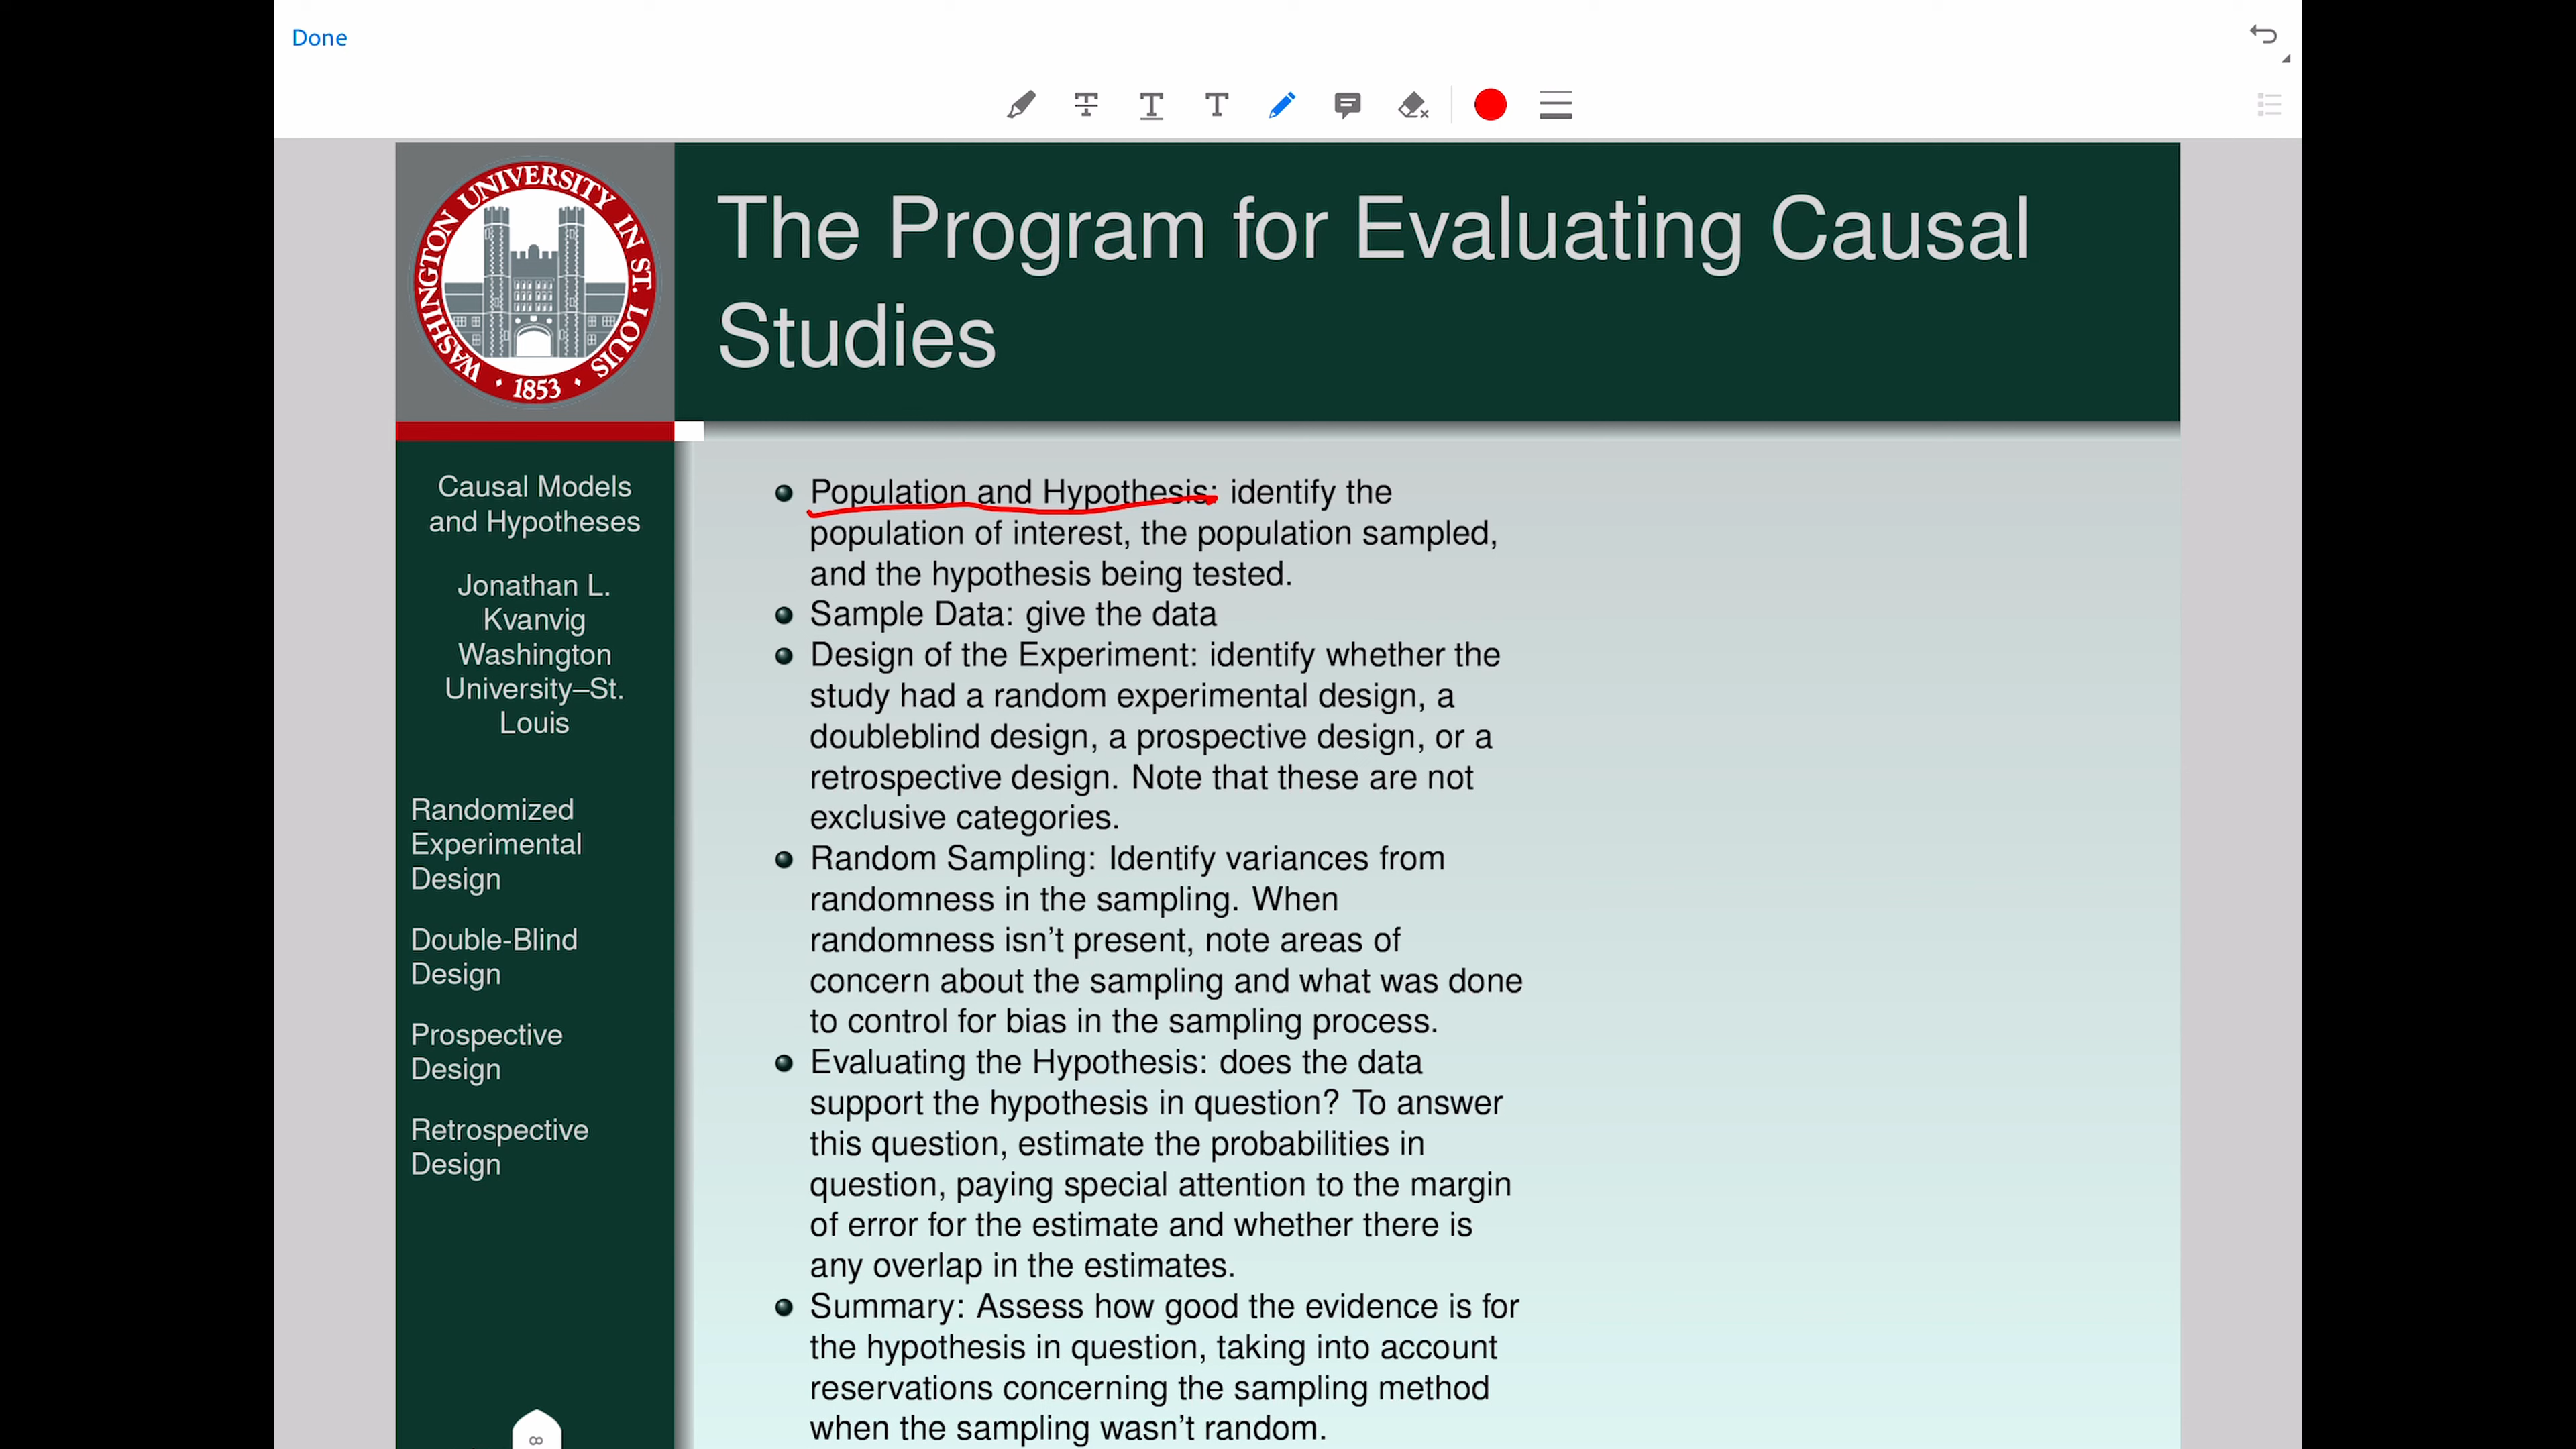 Done
WASHINGTON UNIVERSITY IN ST. LOUIS
1853
The Program for Evaluating Causal
Studies
Causal Models
and Hypotheses
Jonathan L.
Kvanvig
Washington
University–St.
Louis
Randomized
Experimental
Design
Double-Blind
Design
Prospective
Design
Retrospective
Design
8
Population and Hypothesis: identify the
population of interest, the population sampled,
and the hypothesis being tested.
Sample Data: give the data
Design of the Experiment: identify whether the
study had a random experimental design, a
doubleblind design, a prospective design, or a
retrospective design. Note that these are not
exclusive categories.
Random Sampling: Identify variances from
randomness in the sampling. When
randomness isn't present, note areas of
concern about the sampling and what was done
to control for bias in the sampling process.
Evaluating the Hypothesis: does the data
support the hypothesis in question? To answer
this question, estimate the probabilities in
question, paying special attention to the margin
of error for the estimate and whether there is
any overlap in the estimates.
Summary: Assess how good the evidence is for
the hypothesis in question, taking into account
reservations concerning the sampling method
when the sampling wasn't random.